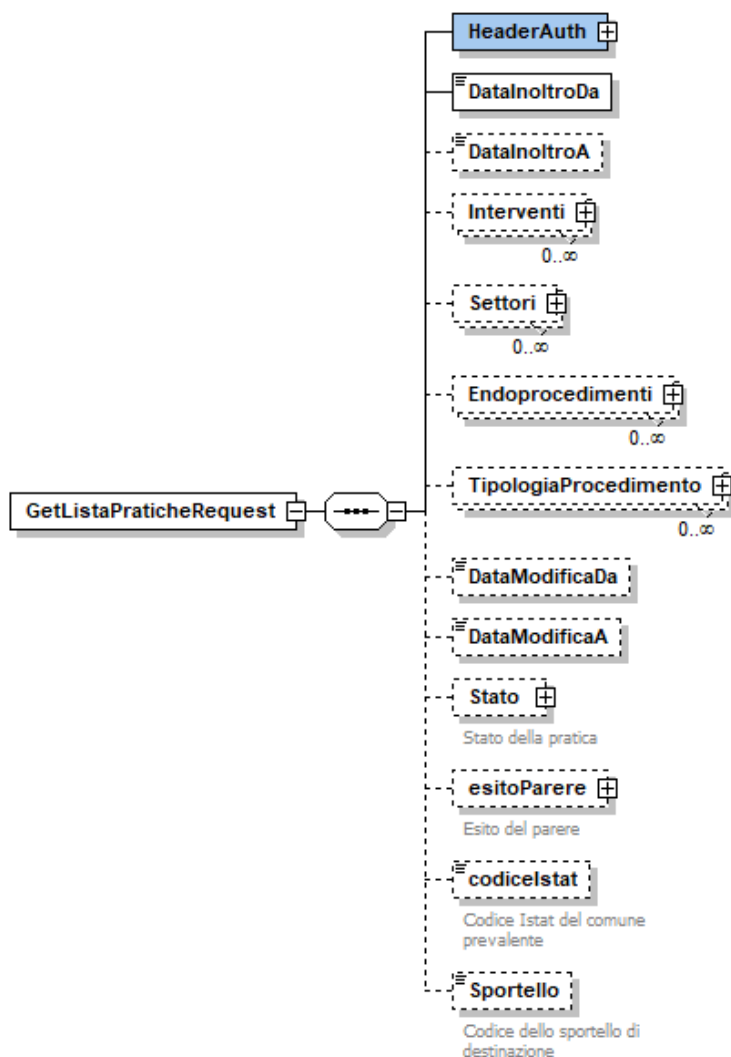 HeaderAuth
DataInoltroDa
DataInoltroA
Interventi
0..∞
Settori
0..∞
Endoprocedimenti
0..∞
TipologiaProcedimento
0..∞
GetListaPraticheRequest
DataModificaDa
DataModificaA
Stato
Stato della pratica
esitoParere
Esito del parere
codiceIstat
Codice Istat del comune
prevalente
Sportello
Codice dello sportello di
destinazione